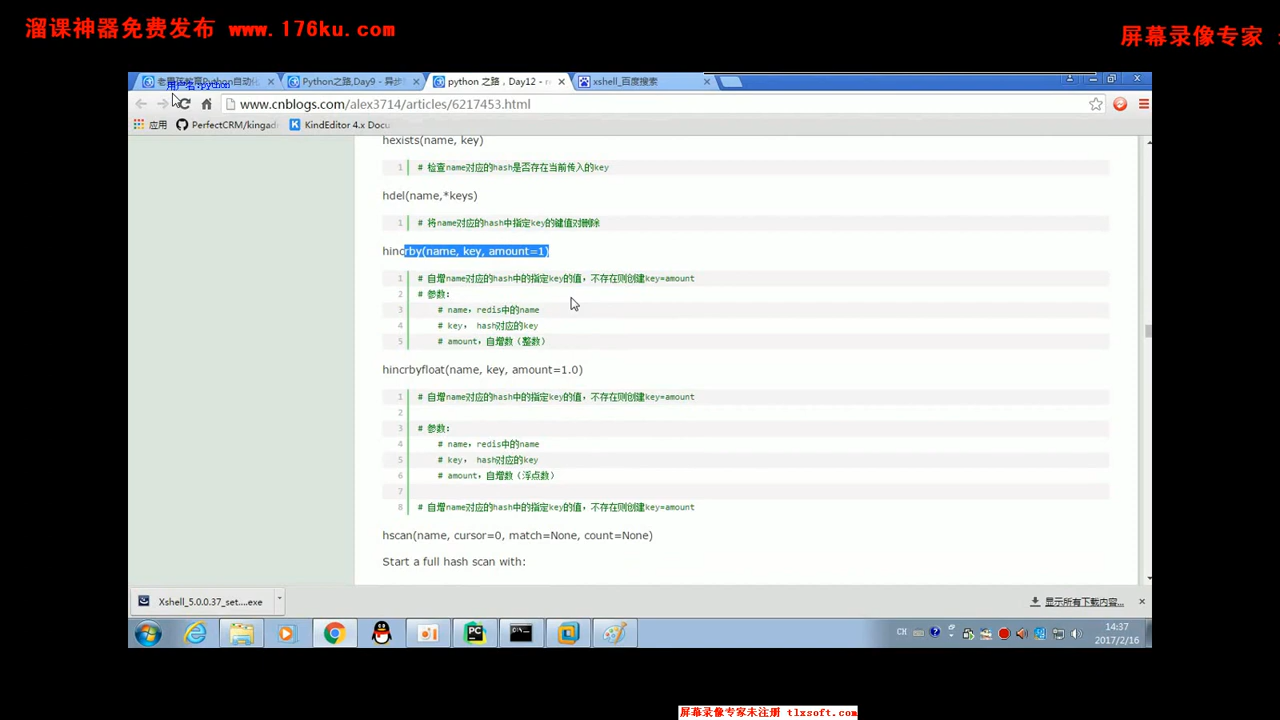 溜课神器免费发布 www.176ku.com
屏幕录像专家
用户名:python
Python之路,Day9 - 异步
python 之路，Day12 -
xshell_百度搜索
www.cnblogs.com/alex3714/articles/6217453.html
应用 PerfectCRM/kingad KindEditor 4.x Docu
hexists(name, key)
1 # 检查name对应的hash是否存在当前传入的key
hdel(name,*keys)
1 # 将name对应的hash中指定key的键值对删除
hincrby(name, key, amount=1)
1 # 自增name对应的hash中的指定key的值，不存在则创建key=amount
2 # 参数：
3 # name，redis中的name
4 # key， hash对应的key
5 # amount，自增数（整数）
hincrbyfloat(name, key, amount=1.0)
1 # 自增name对应的hash中的指定key的值，不存在则创建key=amount
2
3 # 参数：
4 # name，redis中的name
5 # key， hash对应的key
6 # amount，自增数（浮点数）
7
8 # 自增name对应的hash中的指定key的值，不存在则创建key=amount
hscan(name, cursor=0, match=None, count=None)
Start a full hash scan with:
Xshell_5.0.0.37_set....exe
显示所有下载内容...
CH
14:37
2017/2/16
屏幕录像专家未注册 tlxsoft.com